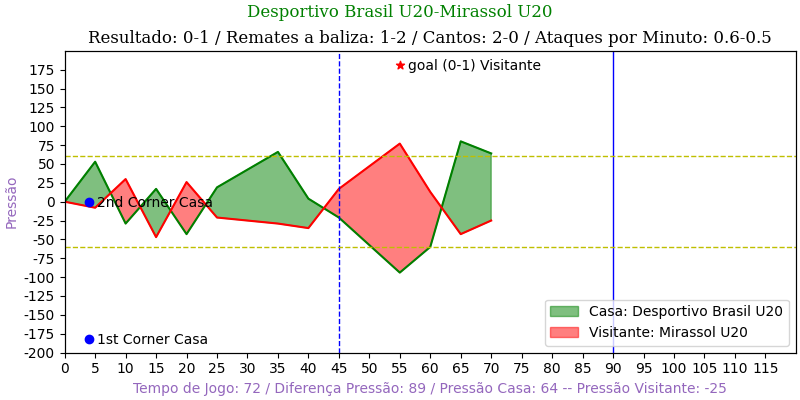 Desportivo Brasil U20-Mirassol U20
Resultado: 0-1 / Remates a baliza: 1-2 / Cantos: 2-0 / Ataques por Minuto: 0.6-0.5
Pressão
175
150
125
100
75
50
25
0
-25
-50
-75
-100
-125
-150
-175
-200
goal (0-1) Visitante
2nd Corner Casa
1st Corner Casa
Casa: Desportivo Brasil U20
Visitante: Mirassol U20
0 5 10 15 20 25 30 35 40 45 50 55 60 65 70 75 80 85 90 95 100 105 110 115
Tempo de Jogo: 72 / Diferença Pressão: 89 / Pressão Casa: 64 -- Pressão Visitante: -25